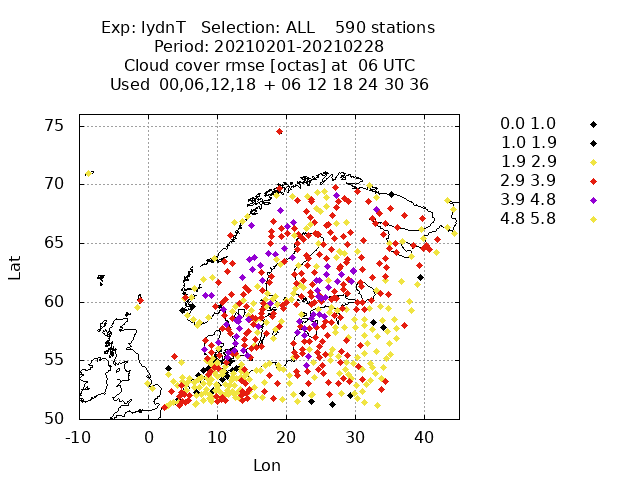 Exp: IydnT Selection: ALL 590 stations
Period: 20210201-20210228
Cloud cover rmse [octas] at 06 UTC
Used 00,06,12,18 + 06 12 18 24 30 36
0.0 1.0
1.0 1.9
1.9 2.9
2.9 3.9
3.9 4.8
4.8 5.8
75
70
65
60
55
50
Lat
-10 0 10 20 30 40
Lon